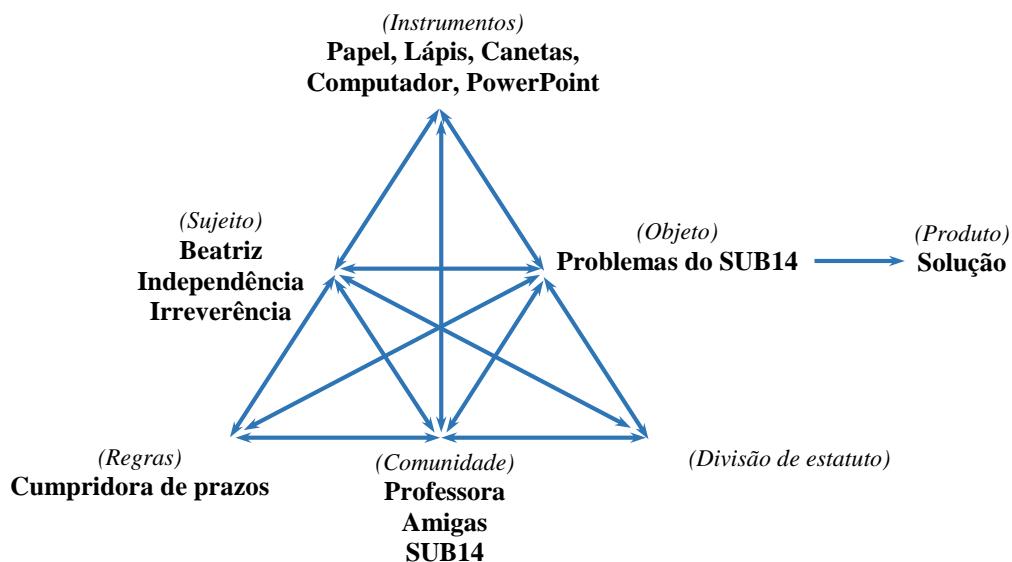 (Instrumentos)
Papel, Lápis, Canetas,
Computador, PowerPoint
(Sujeito)
Beatriz
Independência
Irreverência
(Objeto)
Problemas do SUB14
(Produto)
Solução
(Regras)
Cumpridora de prazos
(Comunidade)
Professora
Amigas
SUB14
(Divisão de estatuto)